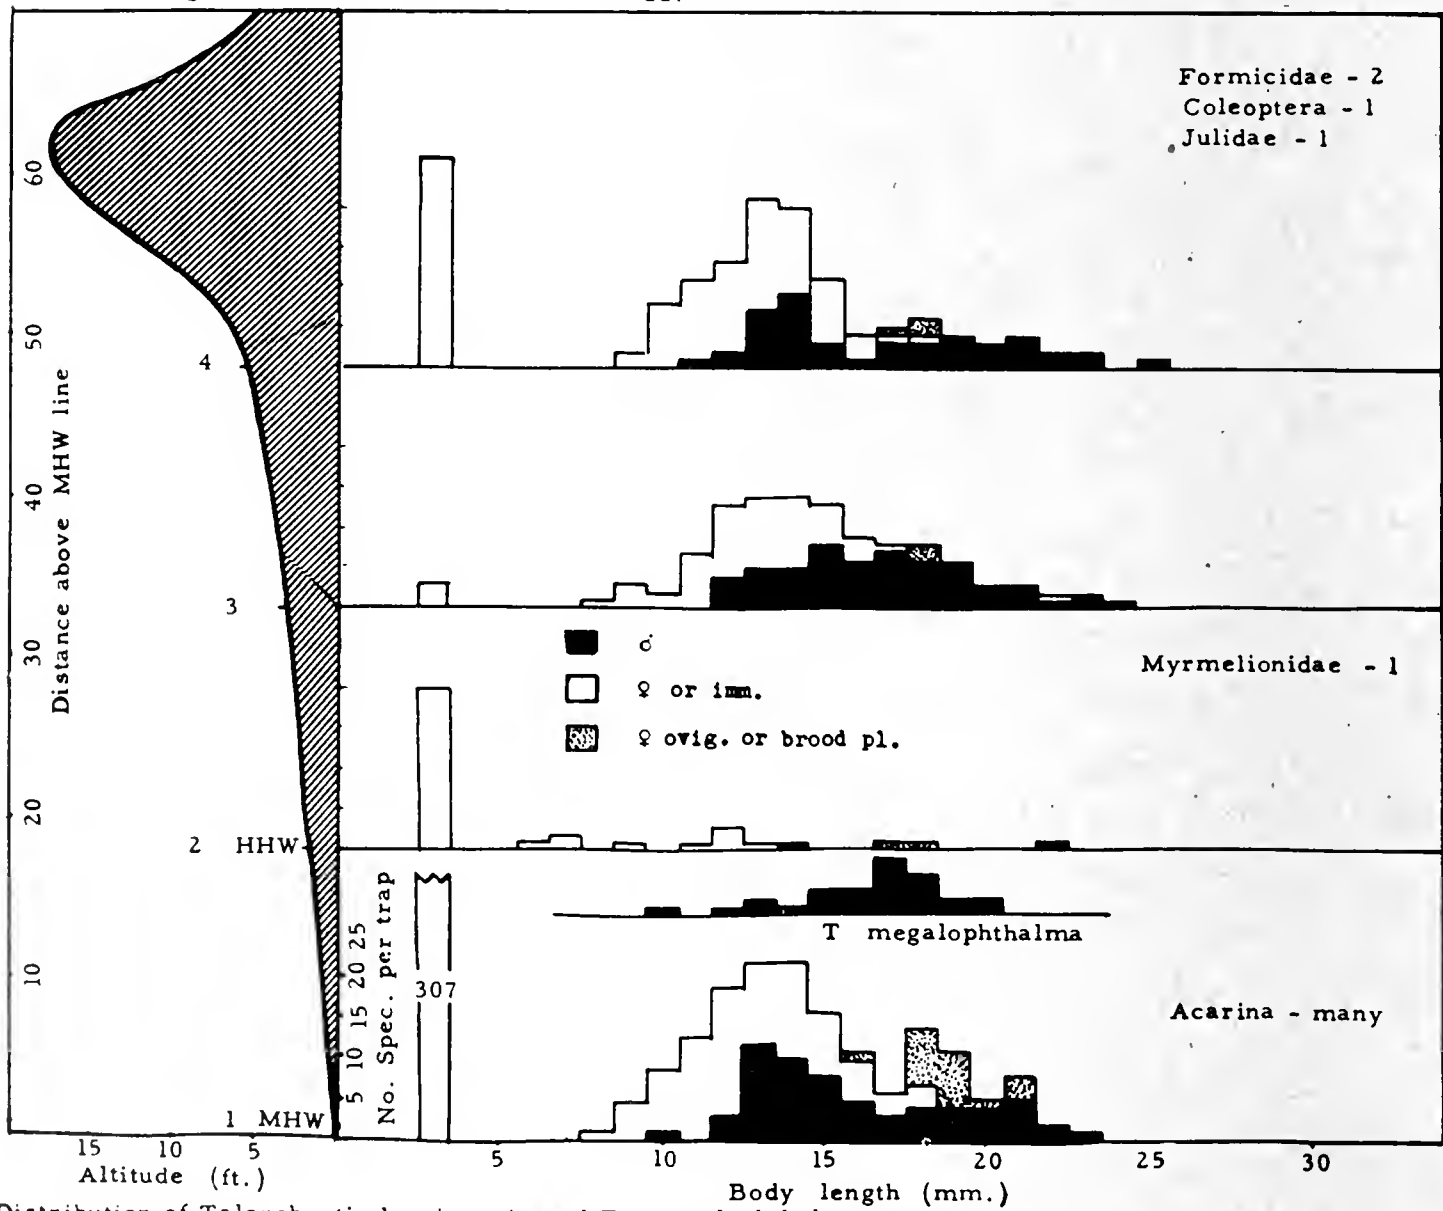 Formicidae - 2
Coleoptera - 1
Julidae - 1
60
50
40
30
20
10
Distance above MHW line
4
3
2 HHW
1 MHW
♂
♀ or imm.
♀ ovig. or brood pl.
Myrmelionidae - 1
T megalophthalma
307
Acarina - many
5 10 15 20 25
No. Spec. per trap
15 10 5
Altitude (ft.)
5 10 15 20 25 30
Body length (mm.)